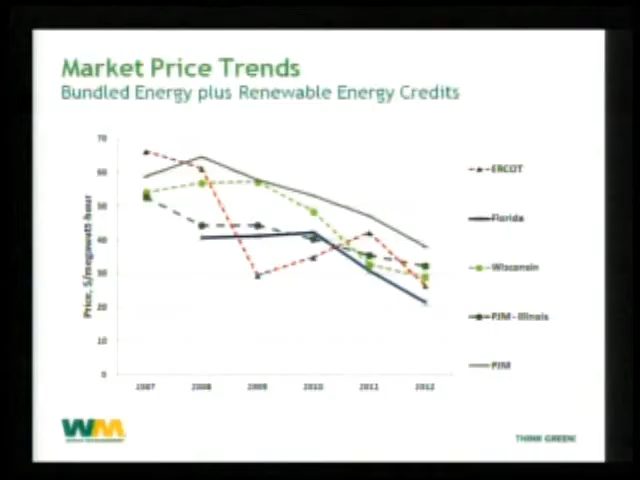 Market Price Trends
Bundled Energy plus Renewable Energy Credits
Price, $/megawatt-hour
70
60
50
40
30
20
10
0
2007
2008
2009
2010
2011
2012
ERCOT
Florida
Wisconsin
PJM - Illinois
PJM
WM
THINK GREEN